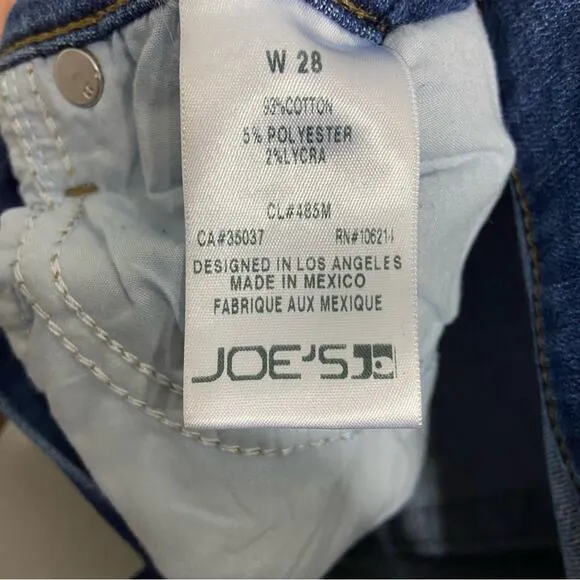 W 28
93%COTTON
5% POLYESTER
2%LYCRA
CL#485M
CA#35037 RN#106214
DESIGNED IN LOS ANGELES
MADE IN MEXICO
FABRIQUE AUX MEXIQUE
JOE'S